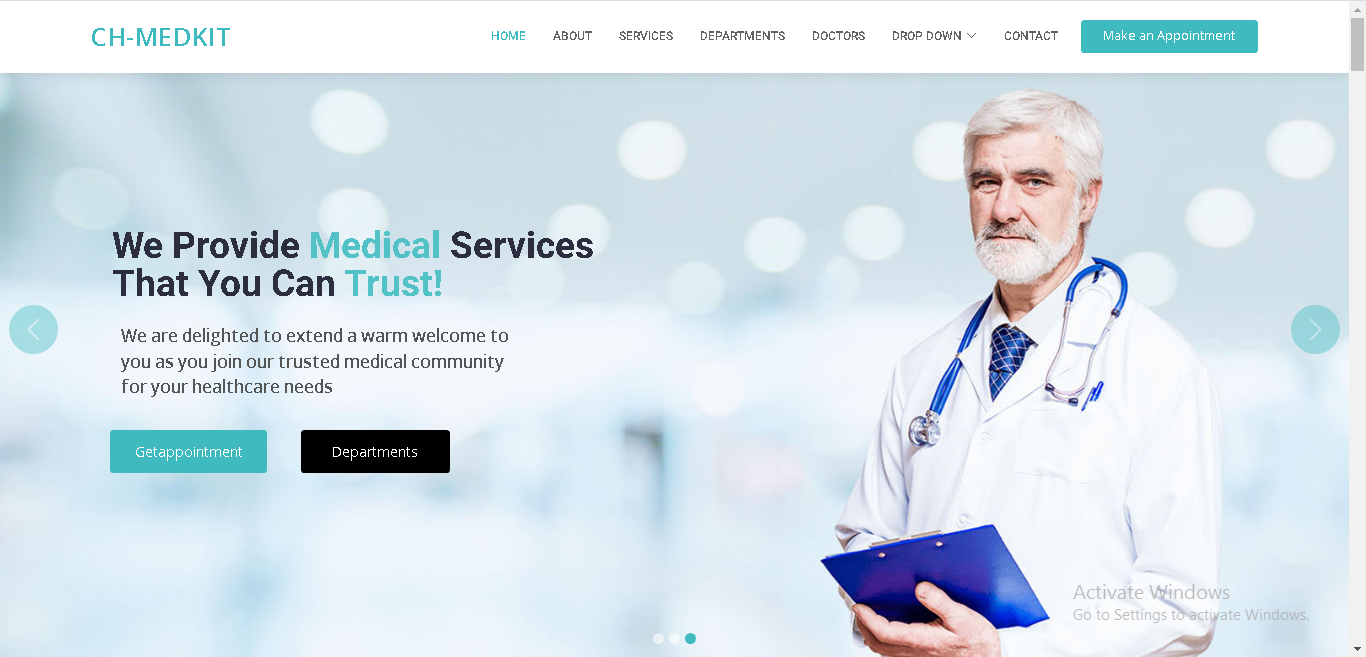 CH-MEDKIT
HOME
ABOUT
SERVICES
DEPARTMENTS
DOCTORS
DROP DOWN
CONTACT
Make an Appointment
We Provide Medical Services
That You Can Trust!
We are delighted to extend a warm welcome to
you as you join our trusted medical community
for your healthcare needs
Getappointment
Departments
Activate Windows
Go to Settings to activate Windows.